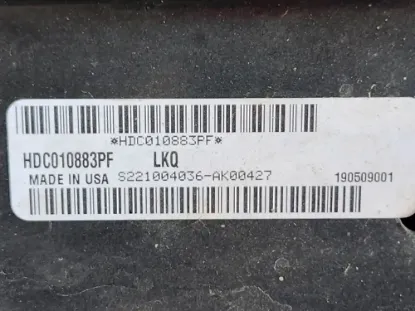 *HDC010883PF*
HDC010883PF LKQ
MADE IN USA S221004036-AK00427 190509001